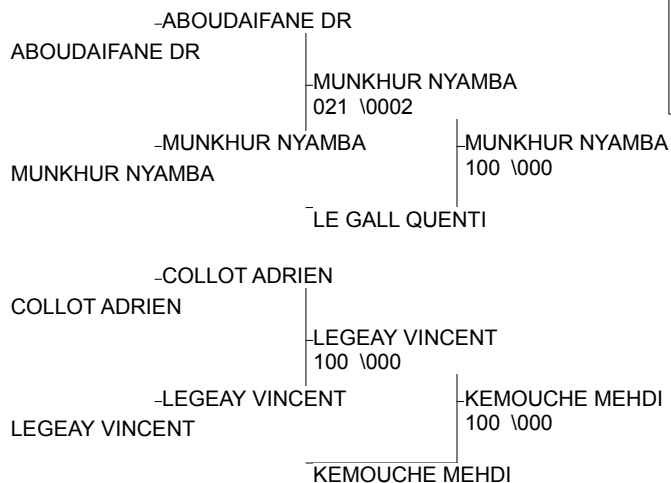 ABOUDAIFANE DR
ABOUDAIFANE DR
MUNKHUR NYAMBA
021 \0002
MUNKHUR NYAMBA
MUNKHUR NYAMBA
MUNKHUR NYAMBA
100 \000
LE GALL QUENTI
COLLOT ADRIEN
COLLOT ADRIEN
LEGEAY VINCENT
100 \000
LEGEAY VINCENT
LEGEAY VINCENT
KEMOUCHE MEHDI
100 \000
KEMOUCHE MEHDI